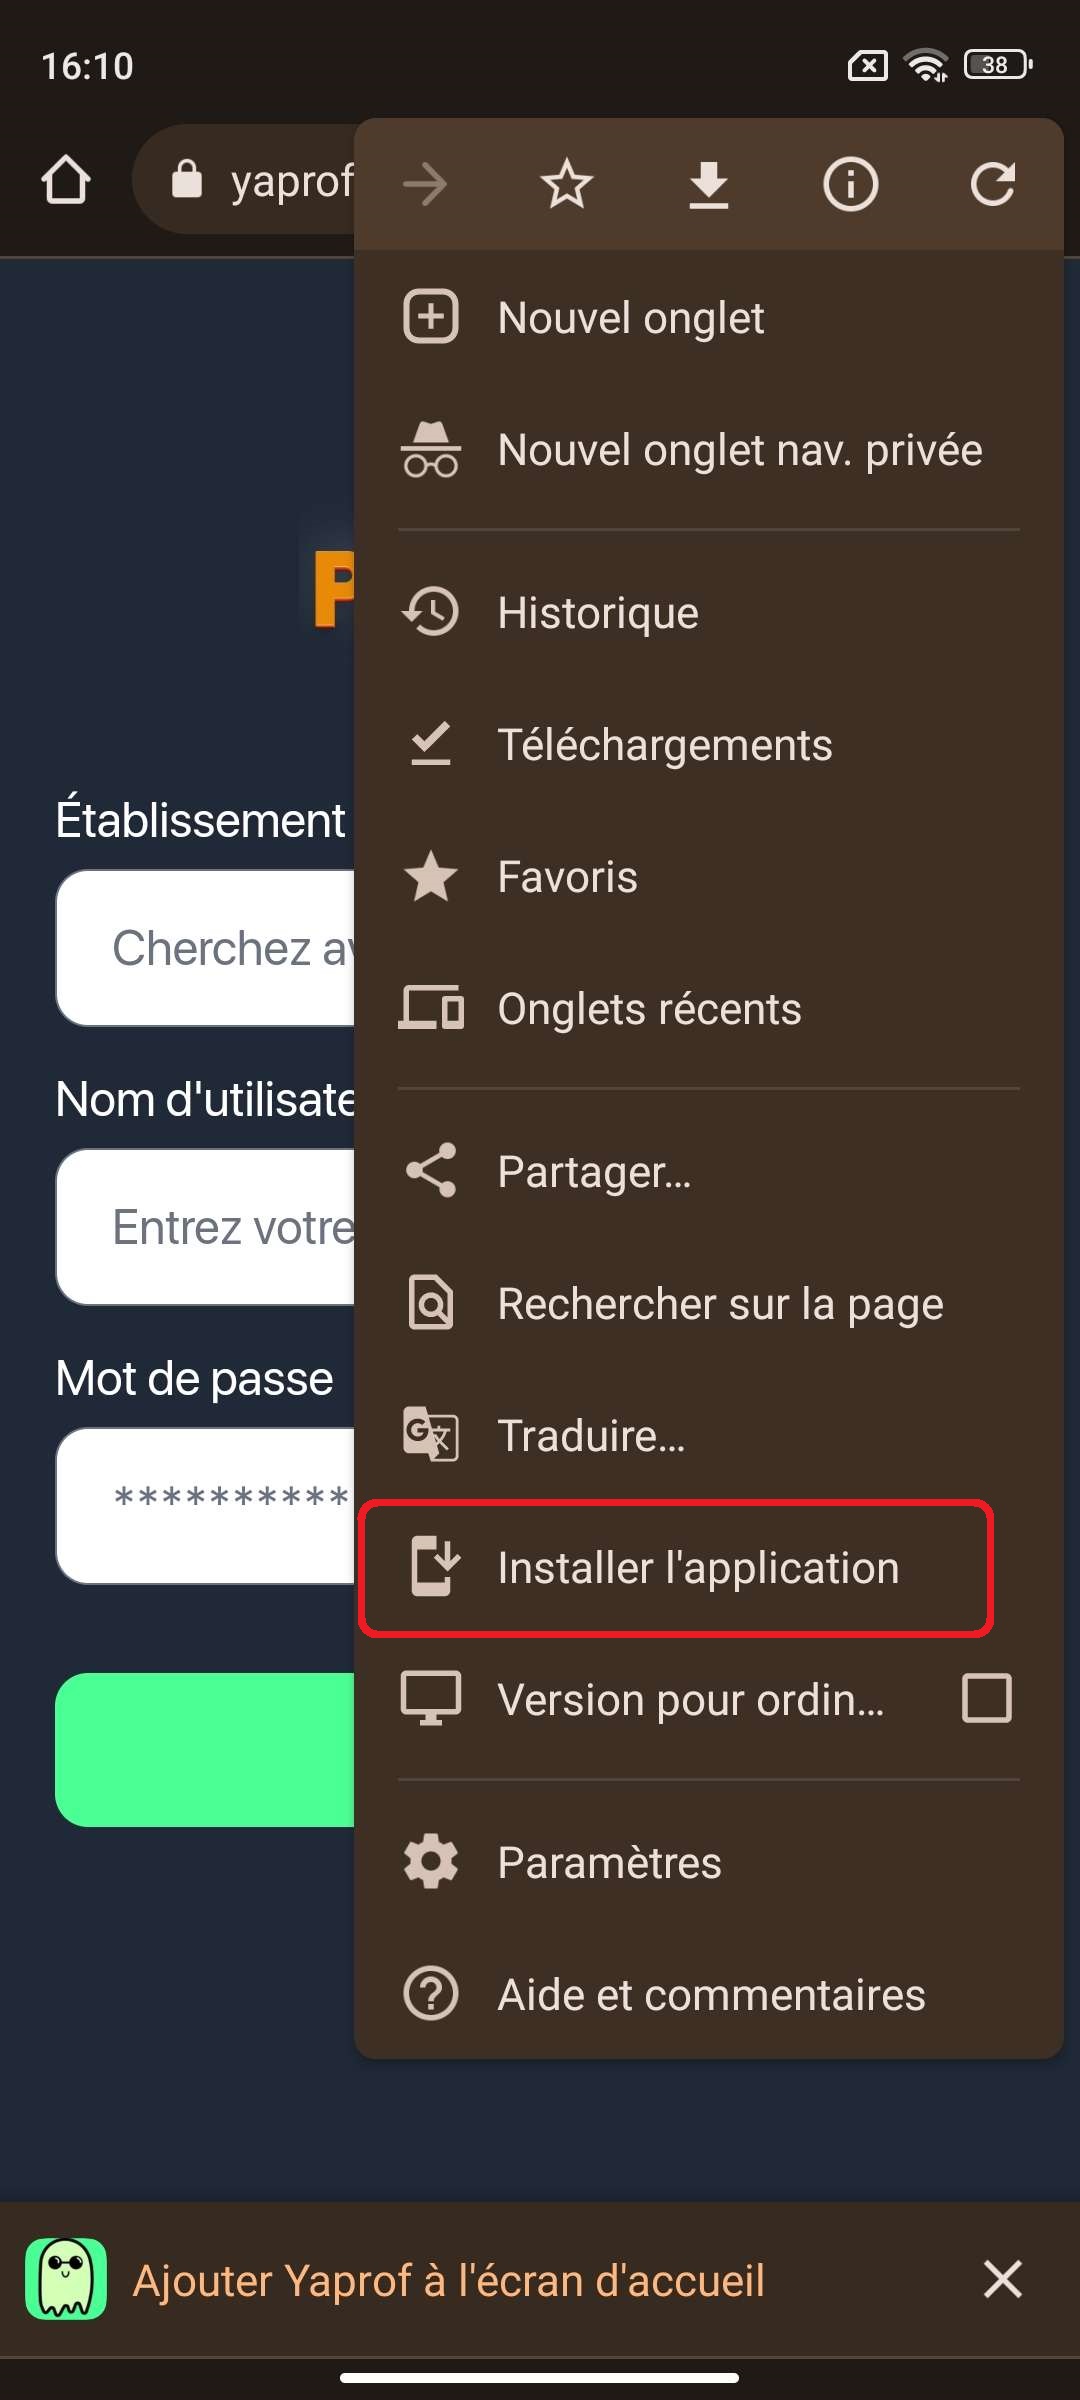 16:10
38
yaprof
Nouvel onglet
Nouvel onglet nav. privée
P
Historique
Téléchargements
Établissement
Favoris
Cherchez
Onglets récents
Nom
Partager...
Entrez votre
Rechercher sur la page
Mot de passe
Traduire...
**********
Installer l'application
Version pour ordin...
Paramètres
Aide et commentaires
Ajouter Yaprof à l'écran d'accueil